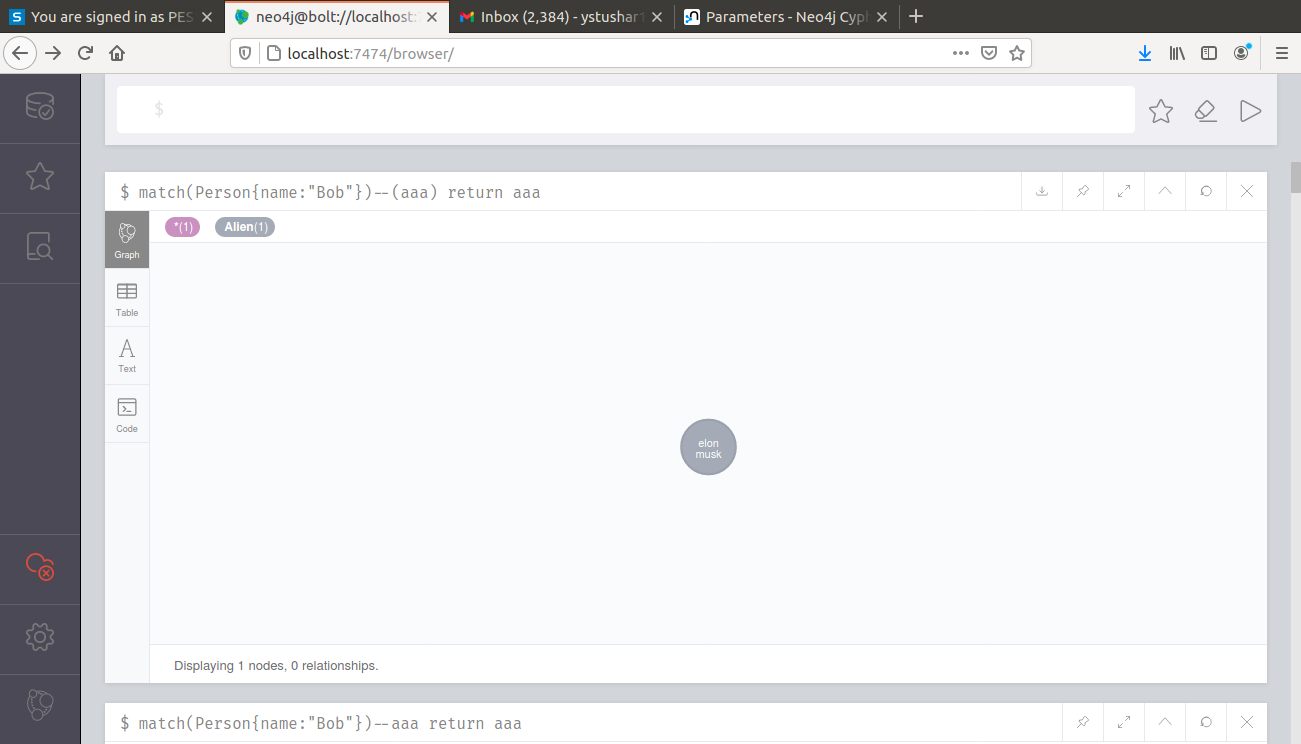 You are signed in as PES
neo4j@bolt://localhost:
Inbox (2,384) - ystushar1
Parameters - Neo4j Cyph
localhost:7474/browser/
$
$ match(Person{name:"Bob"})--(aaa) return aaa
*(1) Alien(1)
Graph
Table
Text
Code
elon
musk
Displaying 1 nodes, 0 relationships.
$ match(Person{name:"Bob"})--aaa return aaa